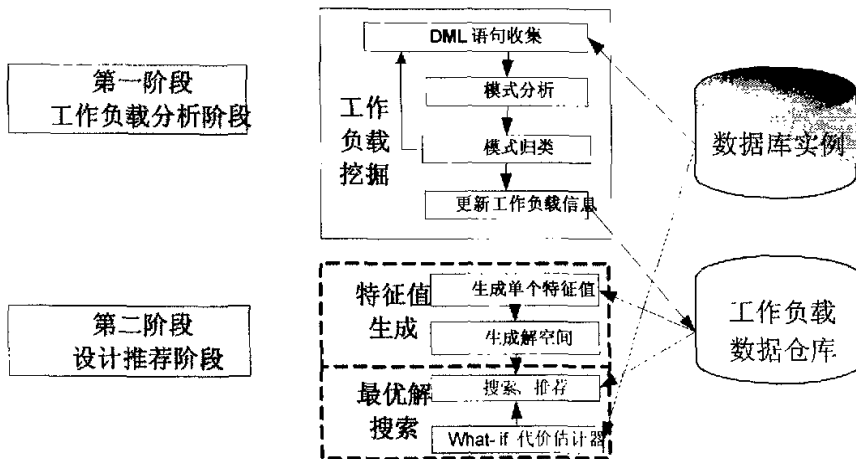 第一阶段
工作负载分析阶段
工作
负载
挖掘
DML 语句收集
模式分析
模式归类
更新工作负载信息
数据库实例
第二阶段
设计推荐阶段
特征值
生成
生成单个特征值
生成解空间
最优解
搜索
搜索、推荐
What-if 代价估计器
工作负载
数据仓库